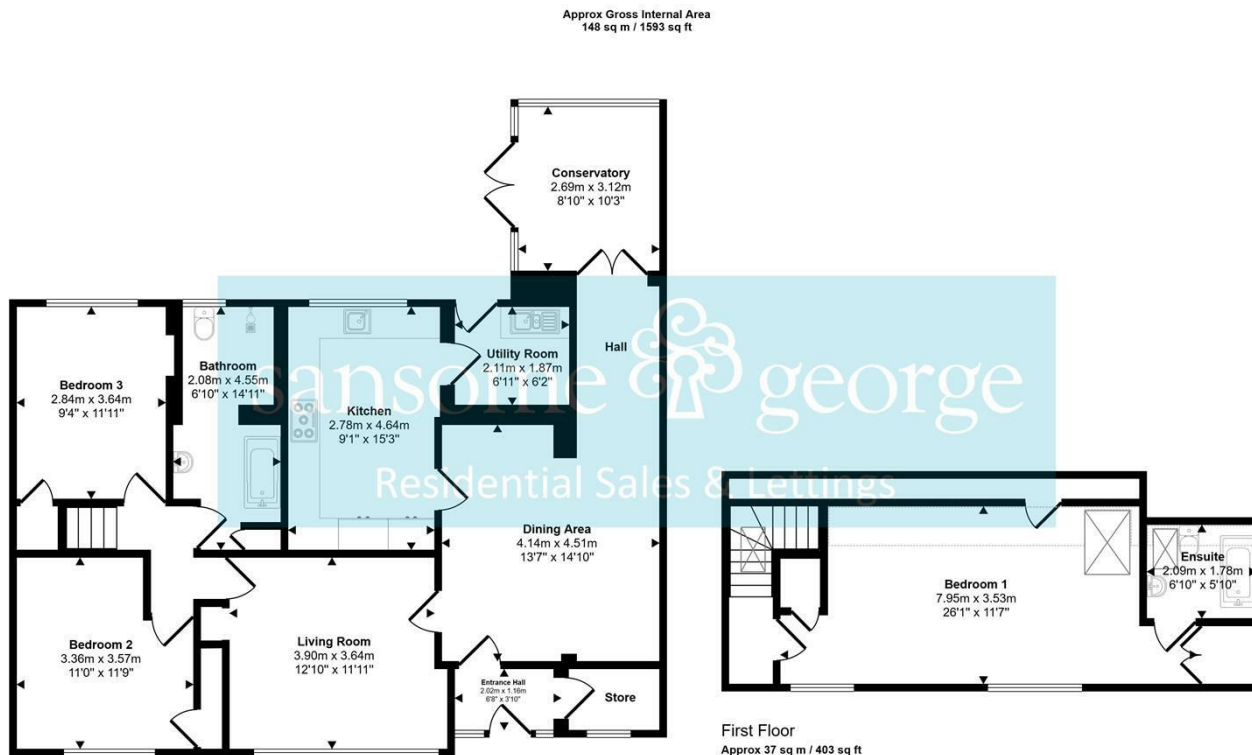 Approx Gross Internal Area
148 sq m / 1593 sq ft
Conservatory
2.69m x 3.12m
8'10" x 10'3"
Hall
Utility Room
2.11m x 1.87m
6'11" x 6'2"
Bathroom
2.08m x 4.55m
6'10" x 14'11"
Bedroom 3
2.84m x 3.64m
9'4" x 11'11"
Kitchen
2.78m x 4.64m
9'1" x 15'3"
sansome george
Residential Sales & Lettings
Dining Area
4.14m x 4.51m
13'7" x 14'10"
Bedroom 2
3.36m x 3.57m
11'0" x 11'9"
Living Room
3.90m x 3.64m
12'10" x 11'11"
Entrance Hall
2.02m x 1.16m
6'8" x 3'10"
Store
Bedroom 1
7.95m x 3.53m
26'1" x 11'7"
Ensuite
2.09m x 1.78m
6'10" x 5'10"
First Floor
Approx 37 sq m / 403 sq ft